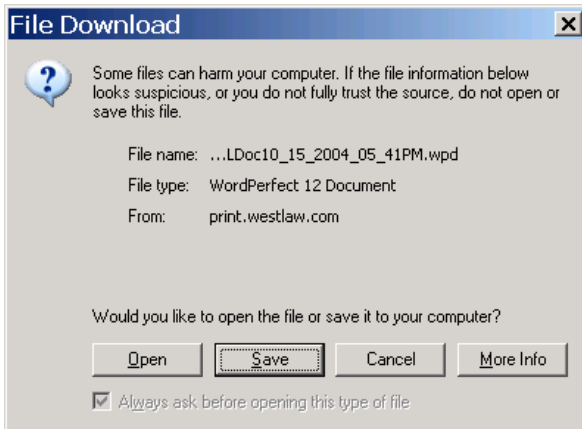 File Download
Some files can harm your computer. If the file information below
looks suspicious, or you do not fully trust the source, do not open or
save this file.
File name: ...LDoc10_15_2004_05_41PM.wpd
File type: WordPerfect 12 Document
From: print.westlaw.com
Would you like to open the file or save it to your computer?
Open Save Cancel More Info
Always ask before opening this type of file